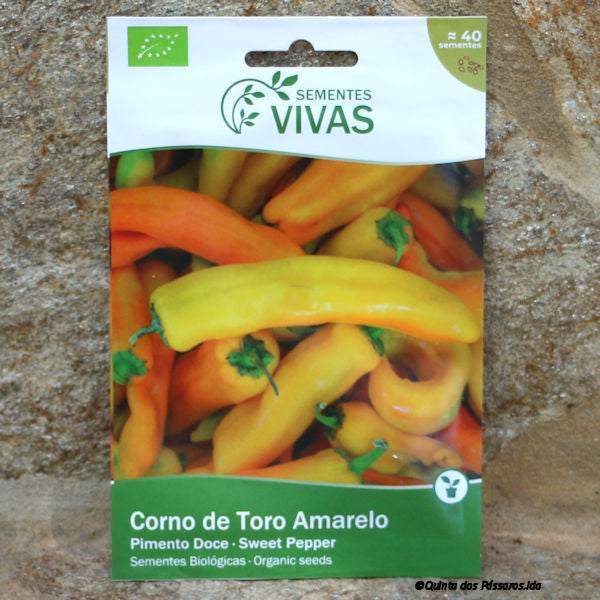 ≈ 40
sementes
SEMENTES
VIVAS
Corno de Toro Amarelo
Pimento Doce · Sweet Pepper
Sementes Biológicas · Organic seeds
©Quinta dos Pássaros.lda